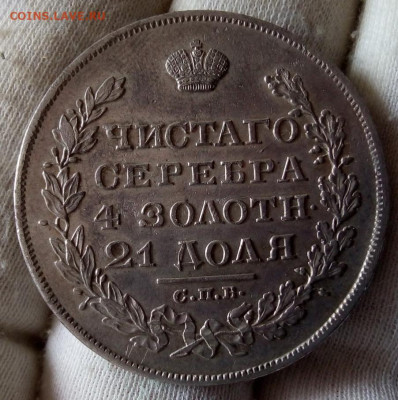 COINS.LAVE.RU
ЧИСТАГО
СЕРЕБРА
4 ЗОЛОТН.
21 ДОЛЯ
С.П.Б.